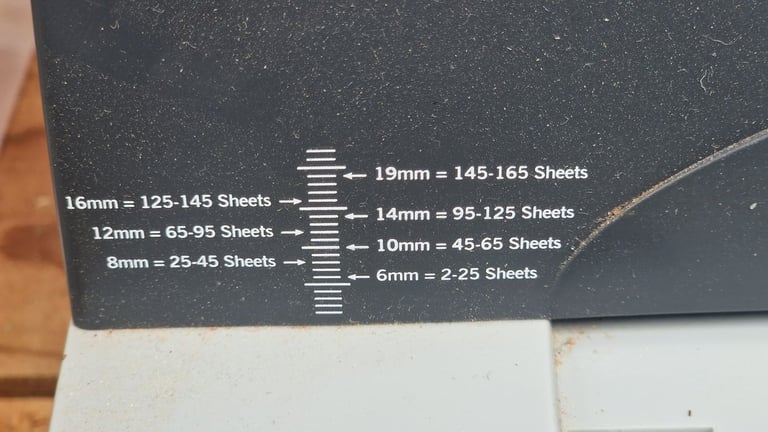 19mm = 145-165 Sheets
16mm = 125-145 Sheets
14mm = 95-125 Sheets
12mm = 65-95 Sheets
10mm = 45-65 Sheets
8mm = 25-45 Sheets
6mm = 2-25 Sheets